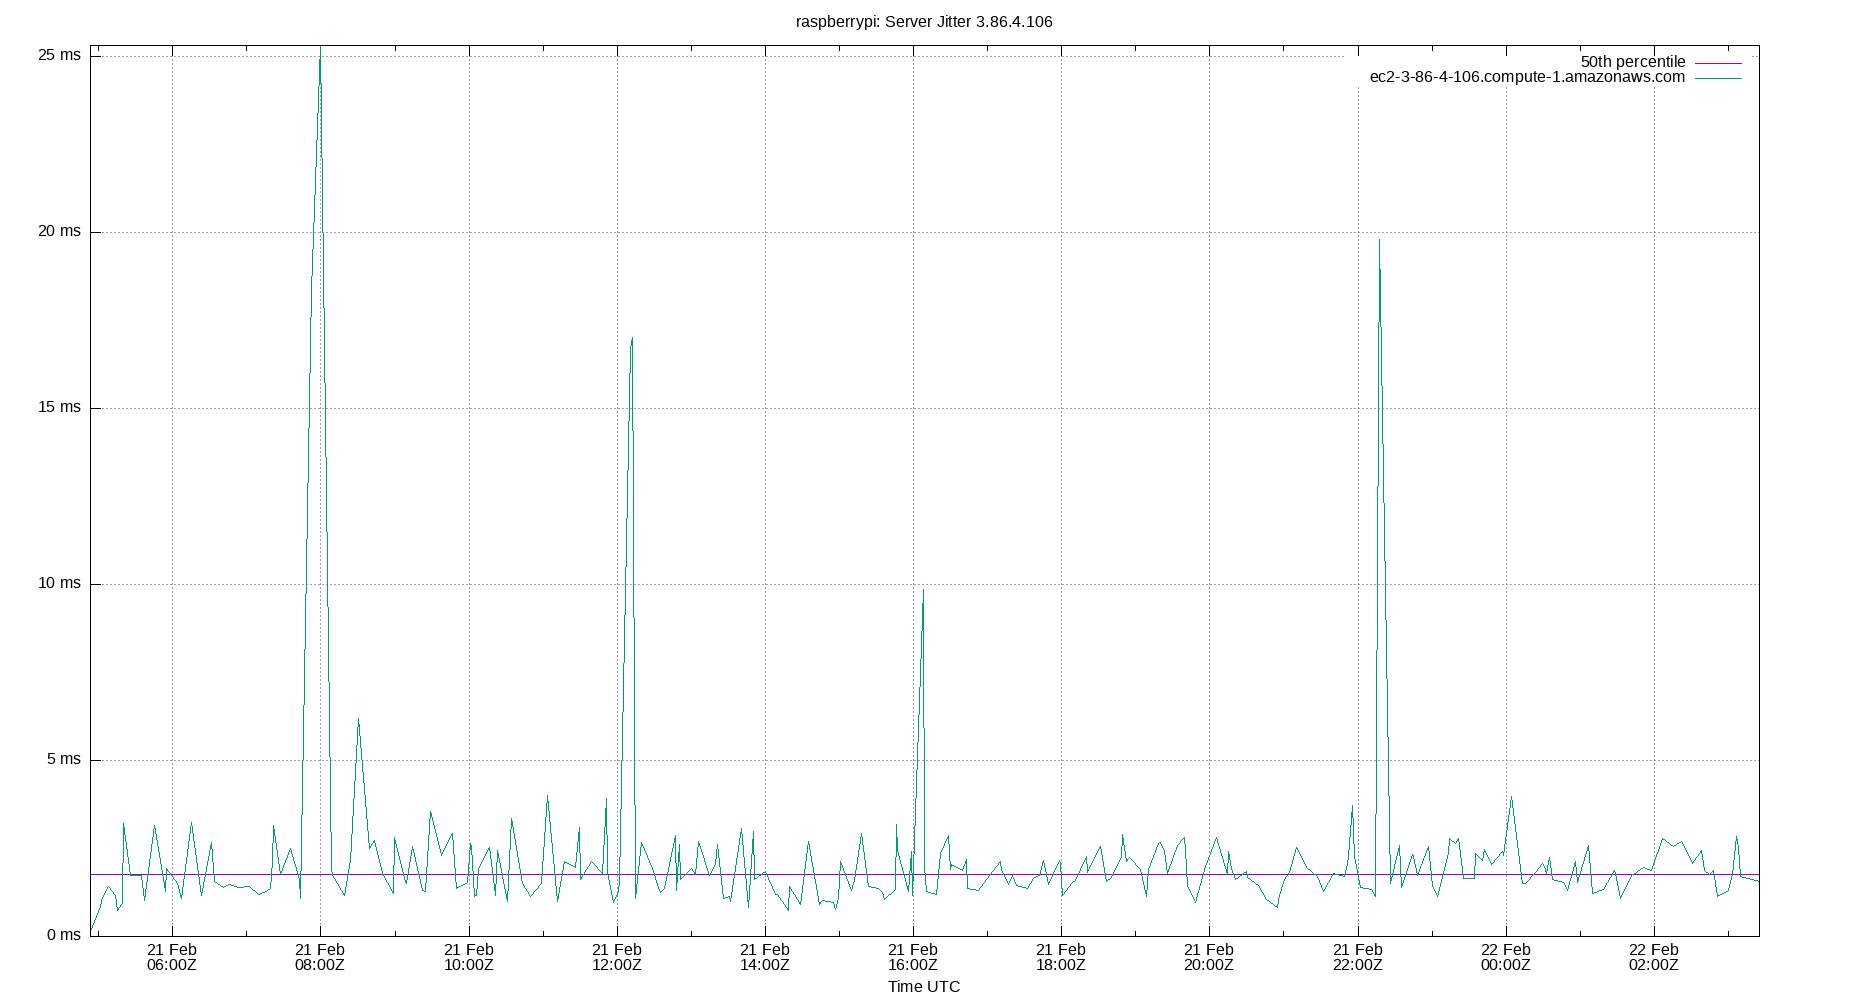 raspberrypi: Server Jitter 3.86.4.106
25 ms
20 ms
15 ms
10 ms
5 ms
0 ms
50th percentile
ec2-3-86-4-106.compute-1.amazonaws.com
21 Feb 21 Feb 21 Feb 21 Feb 21 Feb 21 Feb 21 Feb 21 Feb 21 Feb 22 Feb 22 Feb
06:00Z 08:00Z 10:00Z 12:00Z 14:00Z 16:00Z 18:00Z 20:00Z 22:00Z 00:00Z 02:00Z
Time UTC